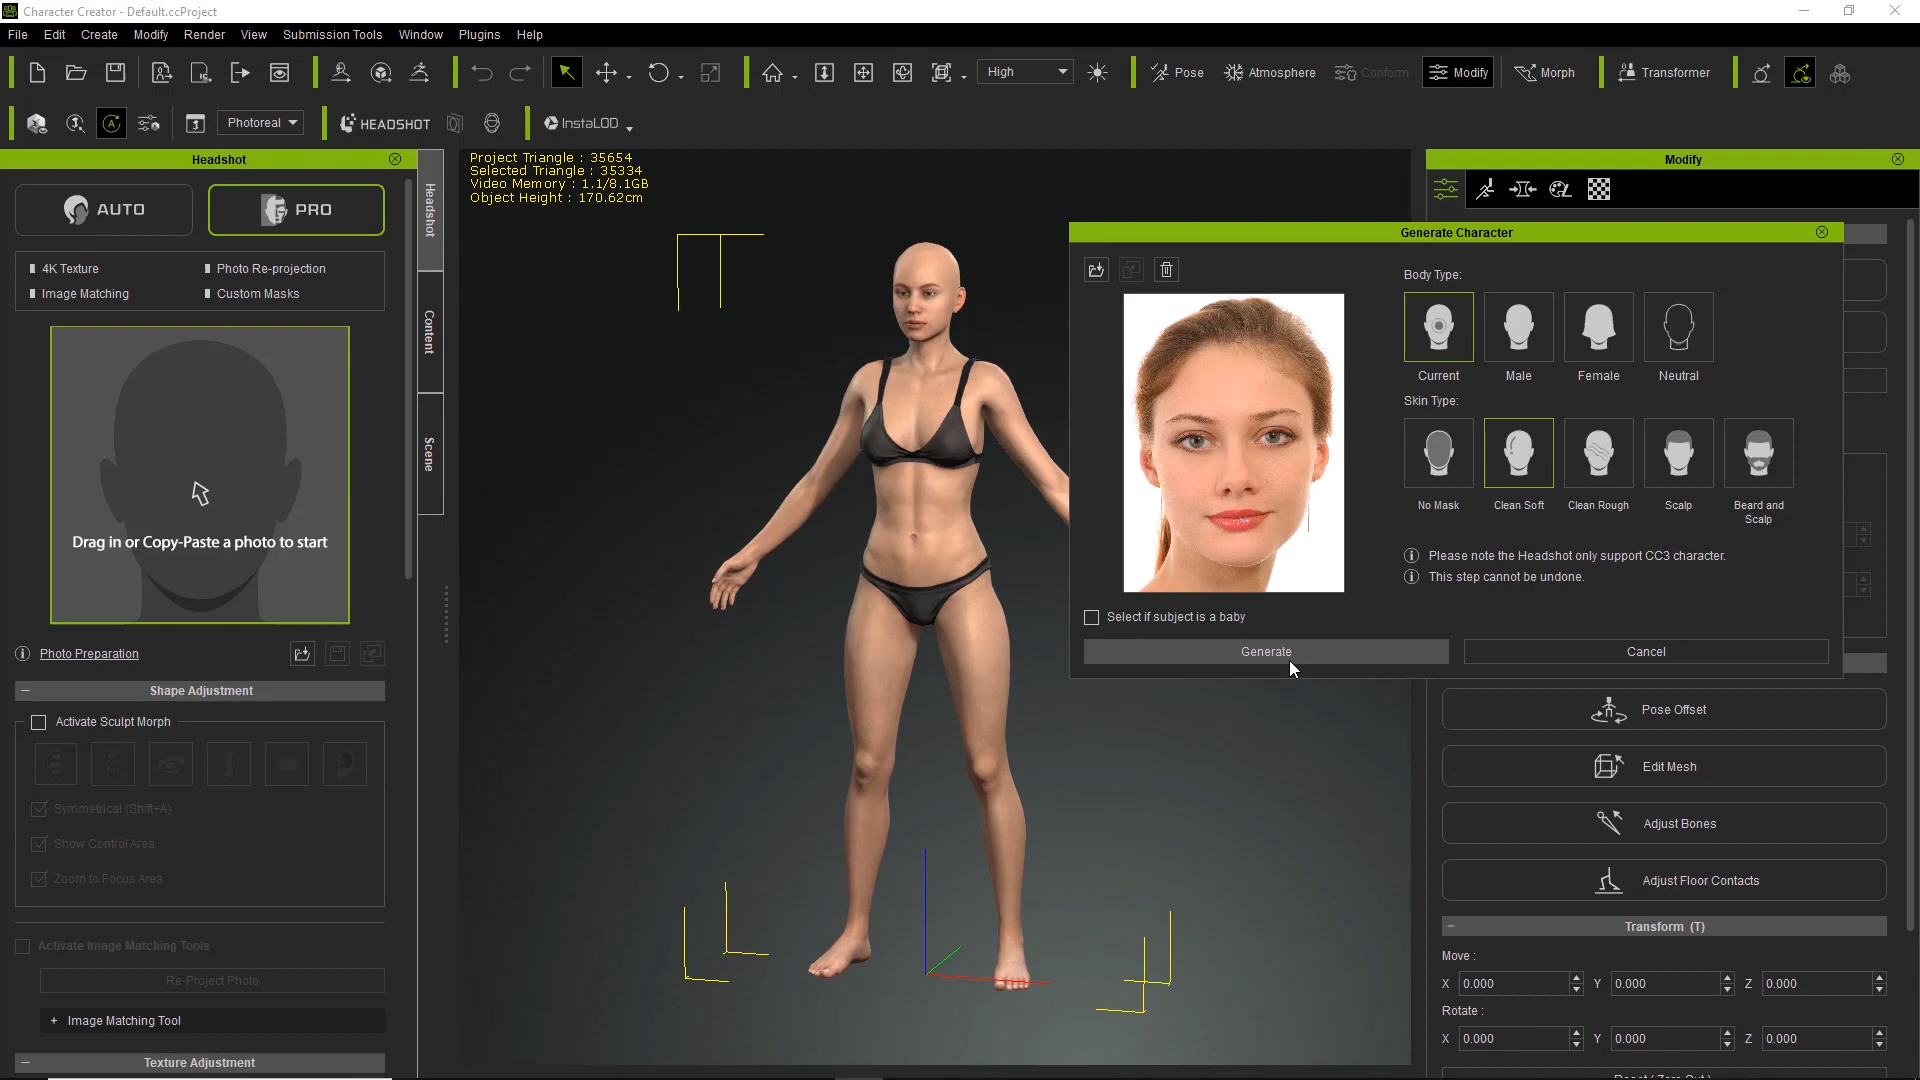 Character Creator - Default.ccProject
File Edit Create Modify Render View Submission Tools Window Plugins Help
High Pose Atmosphere Conform Modify Morph Transformer
Photoreal HEADSHOT InstaLOD
Headshot
AUTO PRO
4K Texture Photo Re-projection
Image Matching Custom Masks
Drag in or Copy-Paste a photo to start
Photo Preparation
Shape Adjustment
Activate Sculpt Morph
Symmetrical (Shift+A)
Show Control Area
Zoom to Focus Area
Activate Image Matching Tools
Re-Project Photo
+ Image Matching Tool
Texture Adjustment
Headshot
Content
Scene
Project Triangle : 35654
Selected Triangle : 35334
Video Memory : 1.1/8.1GB
Object Height : 170.62cm
Generate Character
Body Type:
Current Male Female Neutral
Skin Type:
No Mask Clean Soft Clean Rough Scalp Beard and
Scalp
Please note the Headshot only support CC3 character.
This step cannot be undone.
Select if subject is a baby
Generate Cancel
Modify
Pose Offset
Edit Mesh
Adjust Bones
Adjust Floor Contacts
Transform (T)
Move :
X 0.000 Y 0.000 Z 0.000
Rotate :
X 0.000 Y 0.000 Z 0.000